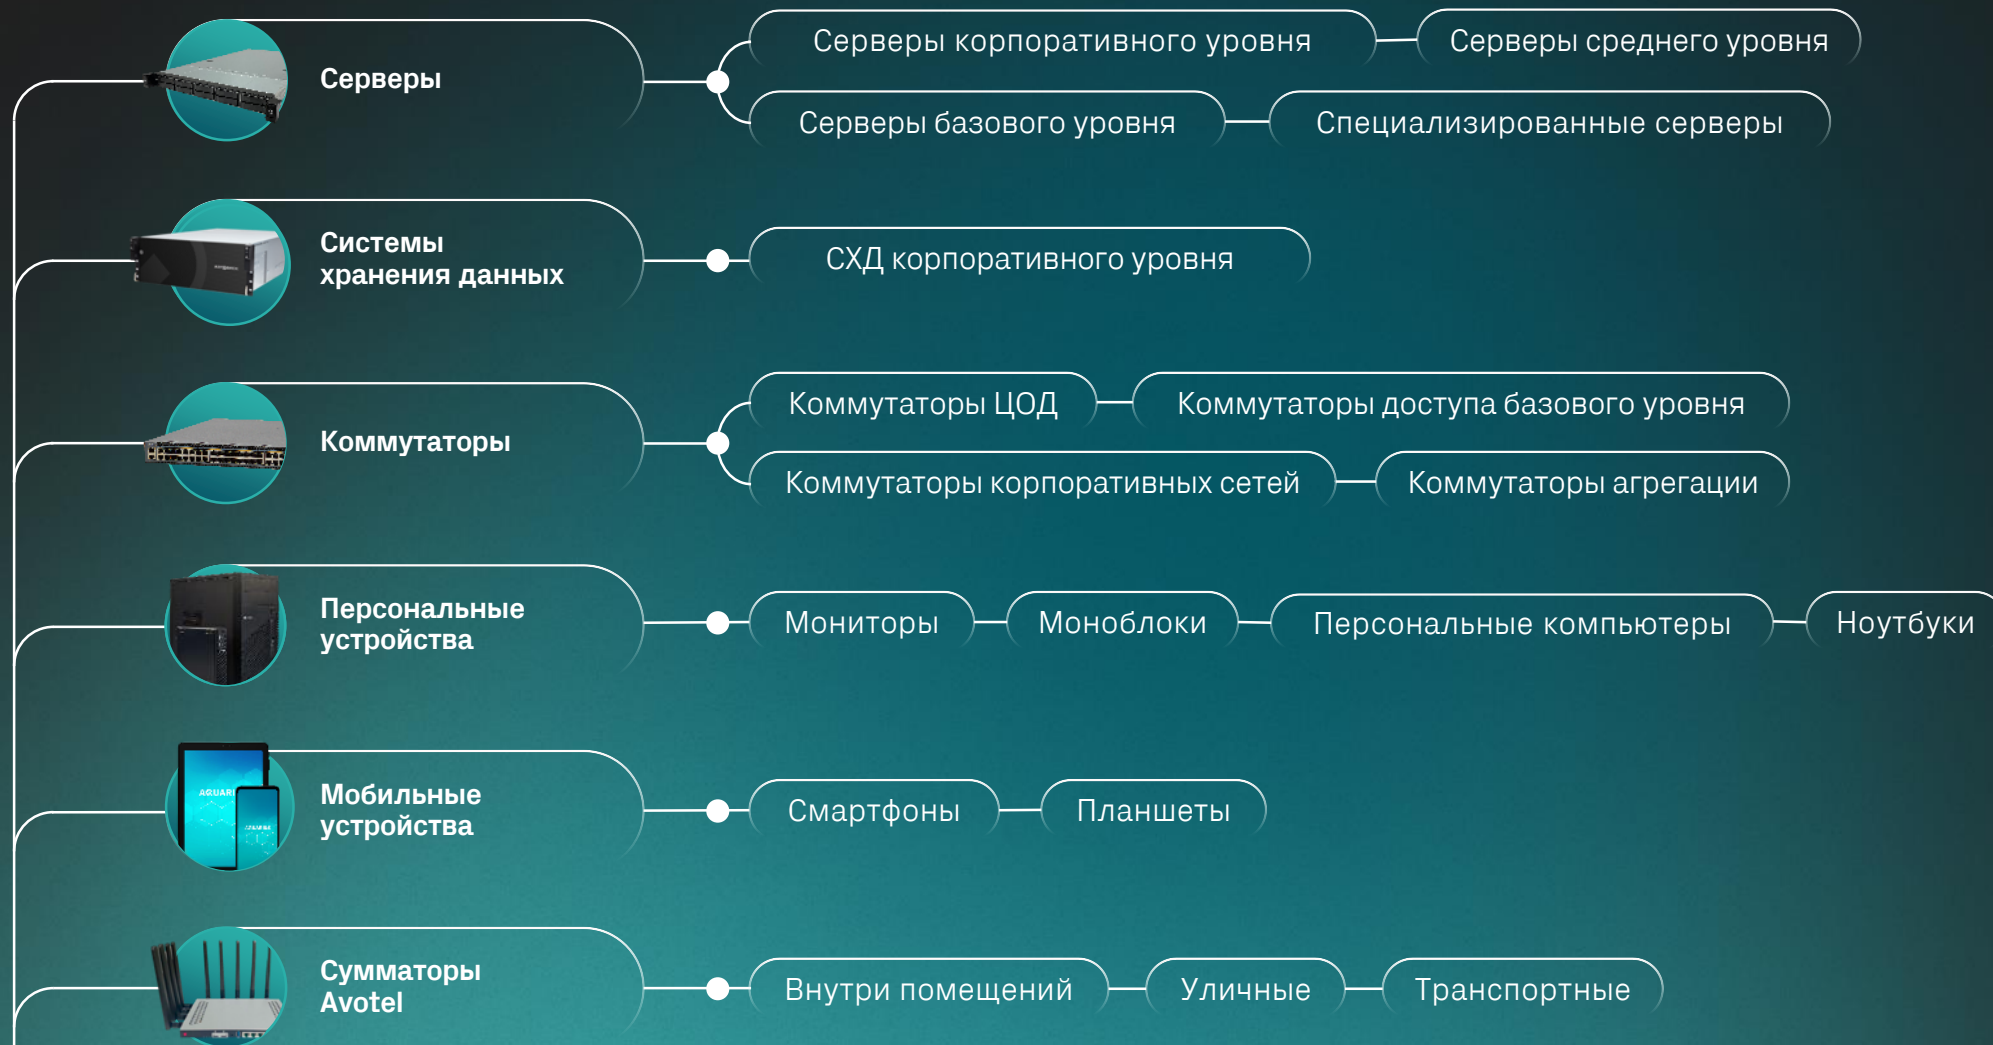 Серверы
Серверы корпоративного уровня
Серверы среднего уровня
Серверы базового уровня
Специализированные серверы
Системы
хранения данных
СХД корпоративного уровня
Коммутаторы
Коммутаторы ЦОД
Коммутаторы доступа базового уровня
Коммутаторы корпоративных сетей
Коммутаторы агрегации
Персональные
устройства
Мониторы
Моноблоки
Персональные компьютеры
Ноутбуки
AQUARI
Мобильные
устройства
Смартфоны
Планшеты
Сумматоры
Avotel
Внутри помещений
Уличные
Транспортные